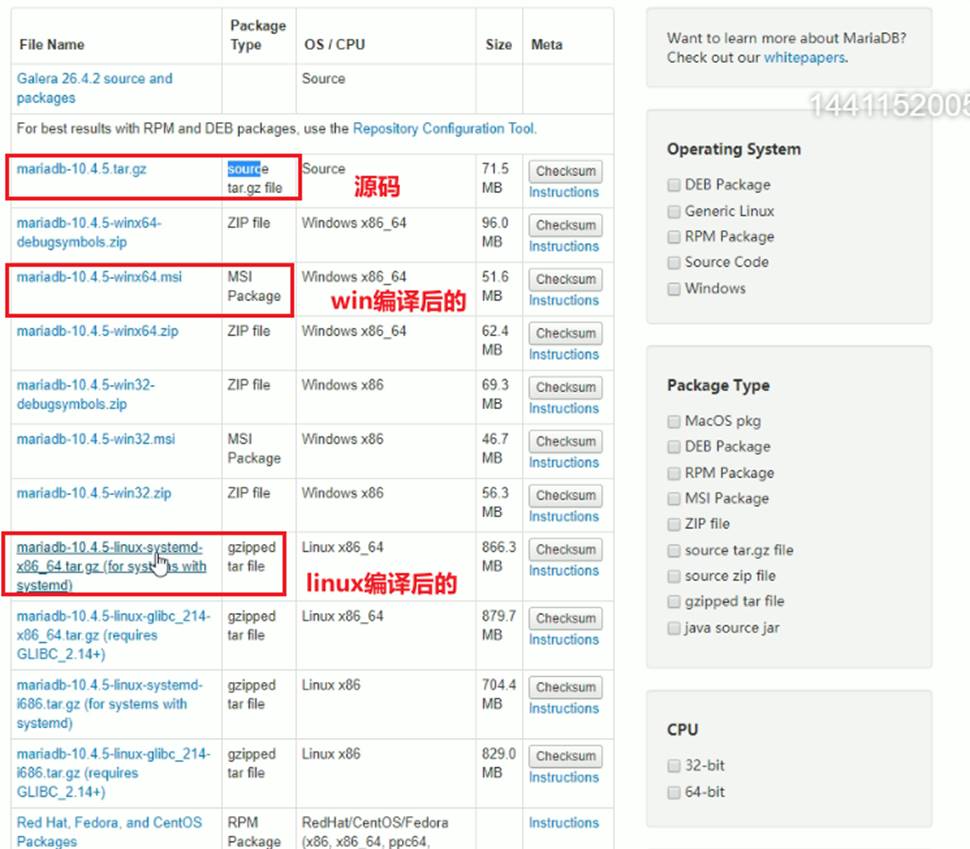 File Name
Package
Type
OS / CPU
Size
Meta
Galera 26.4.2 source and
packages
Source
For best results with RPM and DEB packages, use the Repository Configuration Tool.
mariadb-10.4.5.tar.gz
source
tar.gz file
Source
源码
71.5
MB
Checksum
Instructions
mariadb-10.4.5-winx64-
debugsymbols.zip
ZIP file
Windows x86_64
96.0
MB
Checksum
Instructions
mariadb-10.4.5-winx64.msi
MSI
Package
Windows x86_64
win编译后的
51.6
MB
Checksum
Instructions
mariadb-10.4.5-winx64.zip
ZIP file
Windows x86_64
62.4
MB
Checksum
Instructions
mariadb-10.4.5-win32-
debugsymbols.zip
ZIP file
Windows x86
69.3
MB
Checksum
Instructions
mariadb-10.4.5-win32.msi
MSI
Package
Windows x86
46.7
MB
Checksum
Instructions
mariadb-10.4.5-win32.zip
ZIP file
Windows x86
56.3
MB
Checksum
Instructions
mariadb-10.4.5-linux-systemd-
x86_64.tar.gz (for systems with
systemd)
gzipped
tar file
Linux x86_64
linux编译后的
866.3
MB
Checksum
Instructions
mariadb-10.4.5-linux-glibc_214-
x86_64.tar.gz (requires
GLIBC_2.14+)
gzipped
tar file
Linux x86_64
879.7
MB
Checksum
Instructions
mariadb-10.4.5-linux-systemd-
i686.tar.gz (for systems with
systemd)
gzipped
tar file
Linux x86
704.4
MB
Checksum
Instructions
mariadb-10.4.5-linux-glibc_214-
i686.tar.gz (requires
GLIBC_2.14+)
gzipped
tar file
Linux x86
829.0
MB
Checksum
Instructions
Red Hat, Fedora, and CentOS
Packages
RPM
Package
RedHat/CentOS/Fedora
(x86, x86_64, ppc64,
Instructions
Want to learn more about MariaDB?
Check out our whitepapers.
1441152005
Operating System
DEB Package
Generic Linux
RPM Package
Source Code
Windows
Package Type
MacOS pkg
DEB Package
RPM Package
MSI Package
ZIP file
source tar.gz file
source zip file
gzipped tar file
java source jar
CPU
32-bit
64-bit